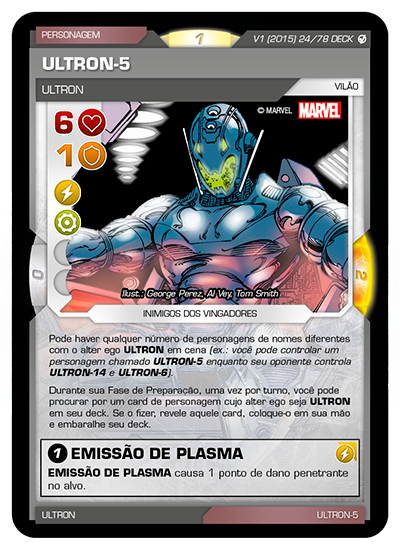 PERSONAGEM
1
V1 (2015) 24/78 DECK
ULTRON-5
ULTRON
VILÃO
© MARVEL MARVEL
6
1
0
2
Ilust.: George Perez, Al Vey, Tom Smith
INIMIGOS DOS VINGADORES
Pode haver qualquer número de personagens de nomes diferentes
com o alter ego ULTRON em cena (ex.: você pode controlar um
personagem chamado ULTRON-5 enquanto seu oponente controla
ULTRON-14 e ULTRON-6).
Durante sua Fase de Preparação, uma vez por turno, você pode
procurar por um card de personagem cujo alter ego seja ULTRON
em seu deck. Se o fizer, revele aquele card, coloque-o em sua mão
e embaralhe seu deck.
1 EMISSÃO DE PLASMA
EMISSÃO DE PLASMA causa 1 ponto de dano penetrante
no alvo.
ULTRON
ULTRON-5